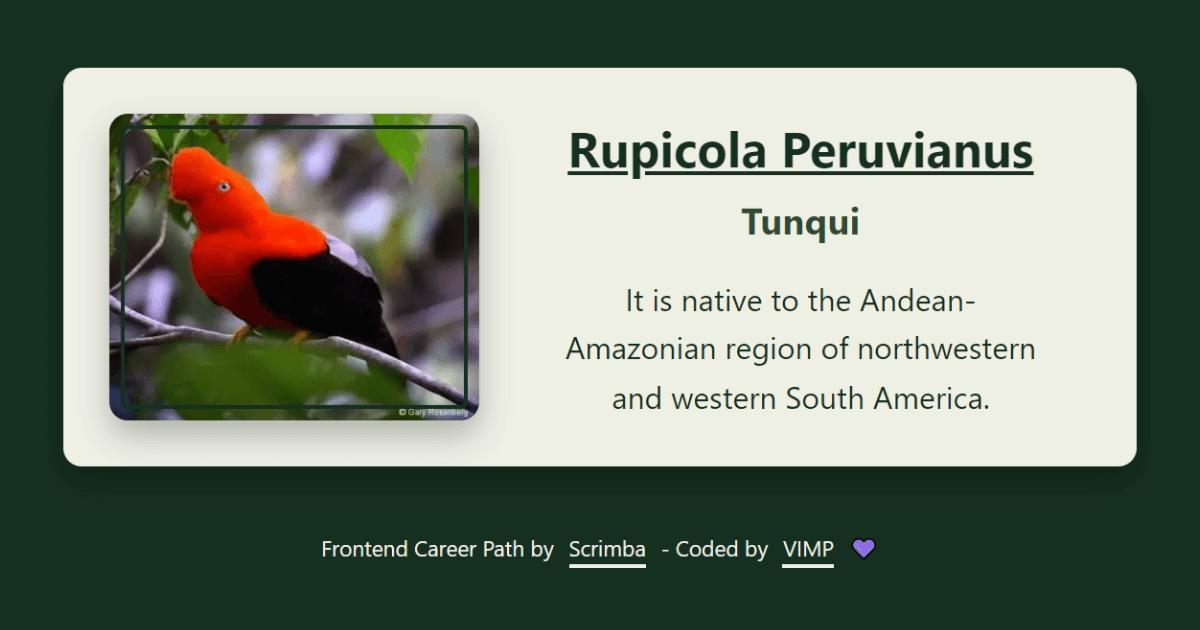 Rupicola Peruvianus
Tunqui
It is native to the Andean-
Amazonian region of northwestern
and western South America.
© Gary Rosenberg
Frontend Career Path by Scrimba - Coded by VIMP